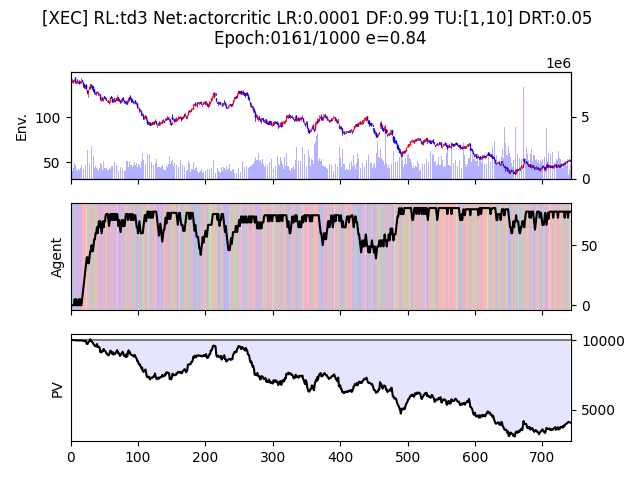 [XEC] RL:td3 Net:actorcritic LR:0.0001 DF:0.99 TU:[1,10] DRT:0.05
Epoch:0161/1000 e=0.84
1e6
Env.
100
50
5
0
Agent
50
0
PV
10000
5000
0 100 200 300 400 500 600 700